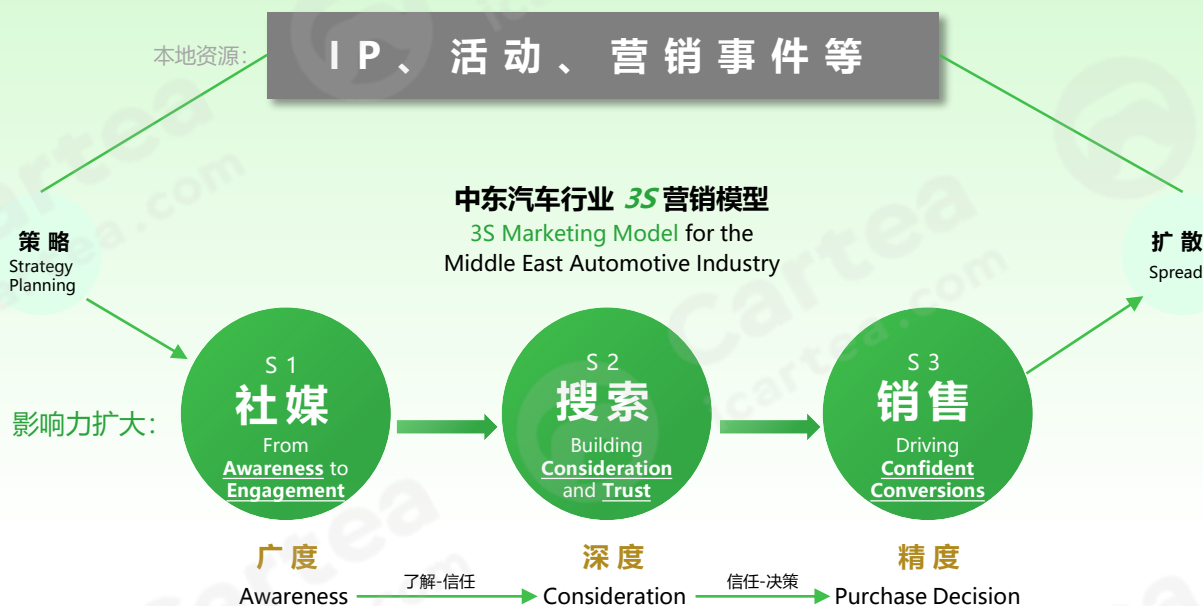 本地资源：
IP、活动、营销事件等
中东汽车行业 3S 营销模型
3S Marketing Model for the
Middle East Automotive Industry
策略
Strategy
Planning
扩散
Spread
影响力扩大：
S 1
社媒
From
Awareness to
Engagement
S 2
搜索
Building
Consideration
and Trust
S 3
销售
Driving
Confident
Conversions
广度
深度
精度
Awareness
了解-信任
Consideration
信任-决策
Purchase Decision
Cartea
icartea.com